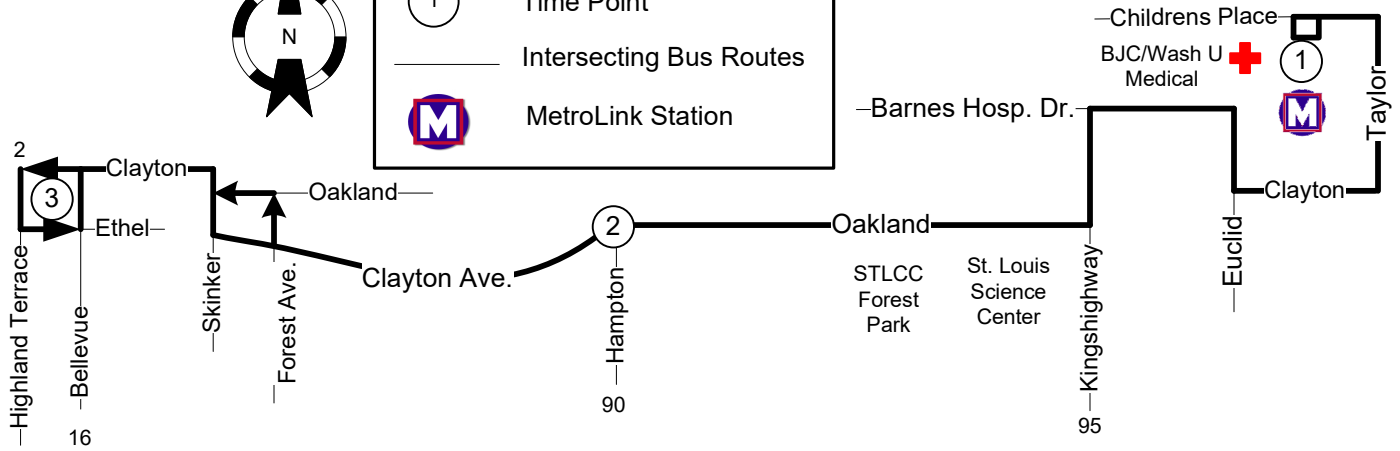 1
Time Point
Intersecting Bus Routes
M
MetroLink Station
N
Childrens Place
BJC/Wash U
Medical
1
M
Taylor
Barnes Hosp. Dr.
Clayton
Euclid
2
Clayton
3
Ethel
Oakland
2
Oakland
Clayton Ave.
STLCC
Forest
Park
St. Louis
Science
Center
Highland Terrace
Bellevue
16
Skinker
Forest Ave.
Hampton
90
Kingshighway
95